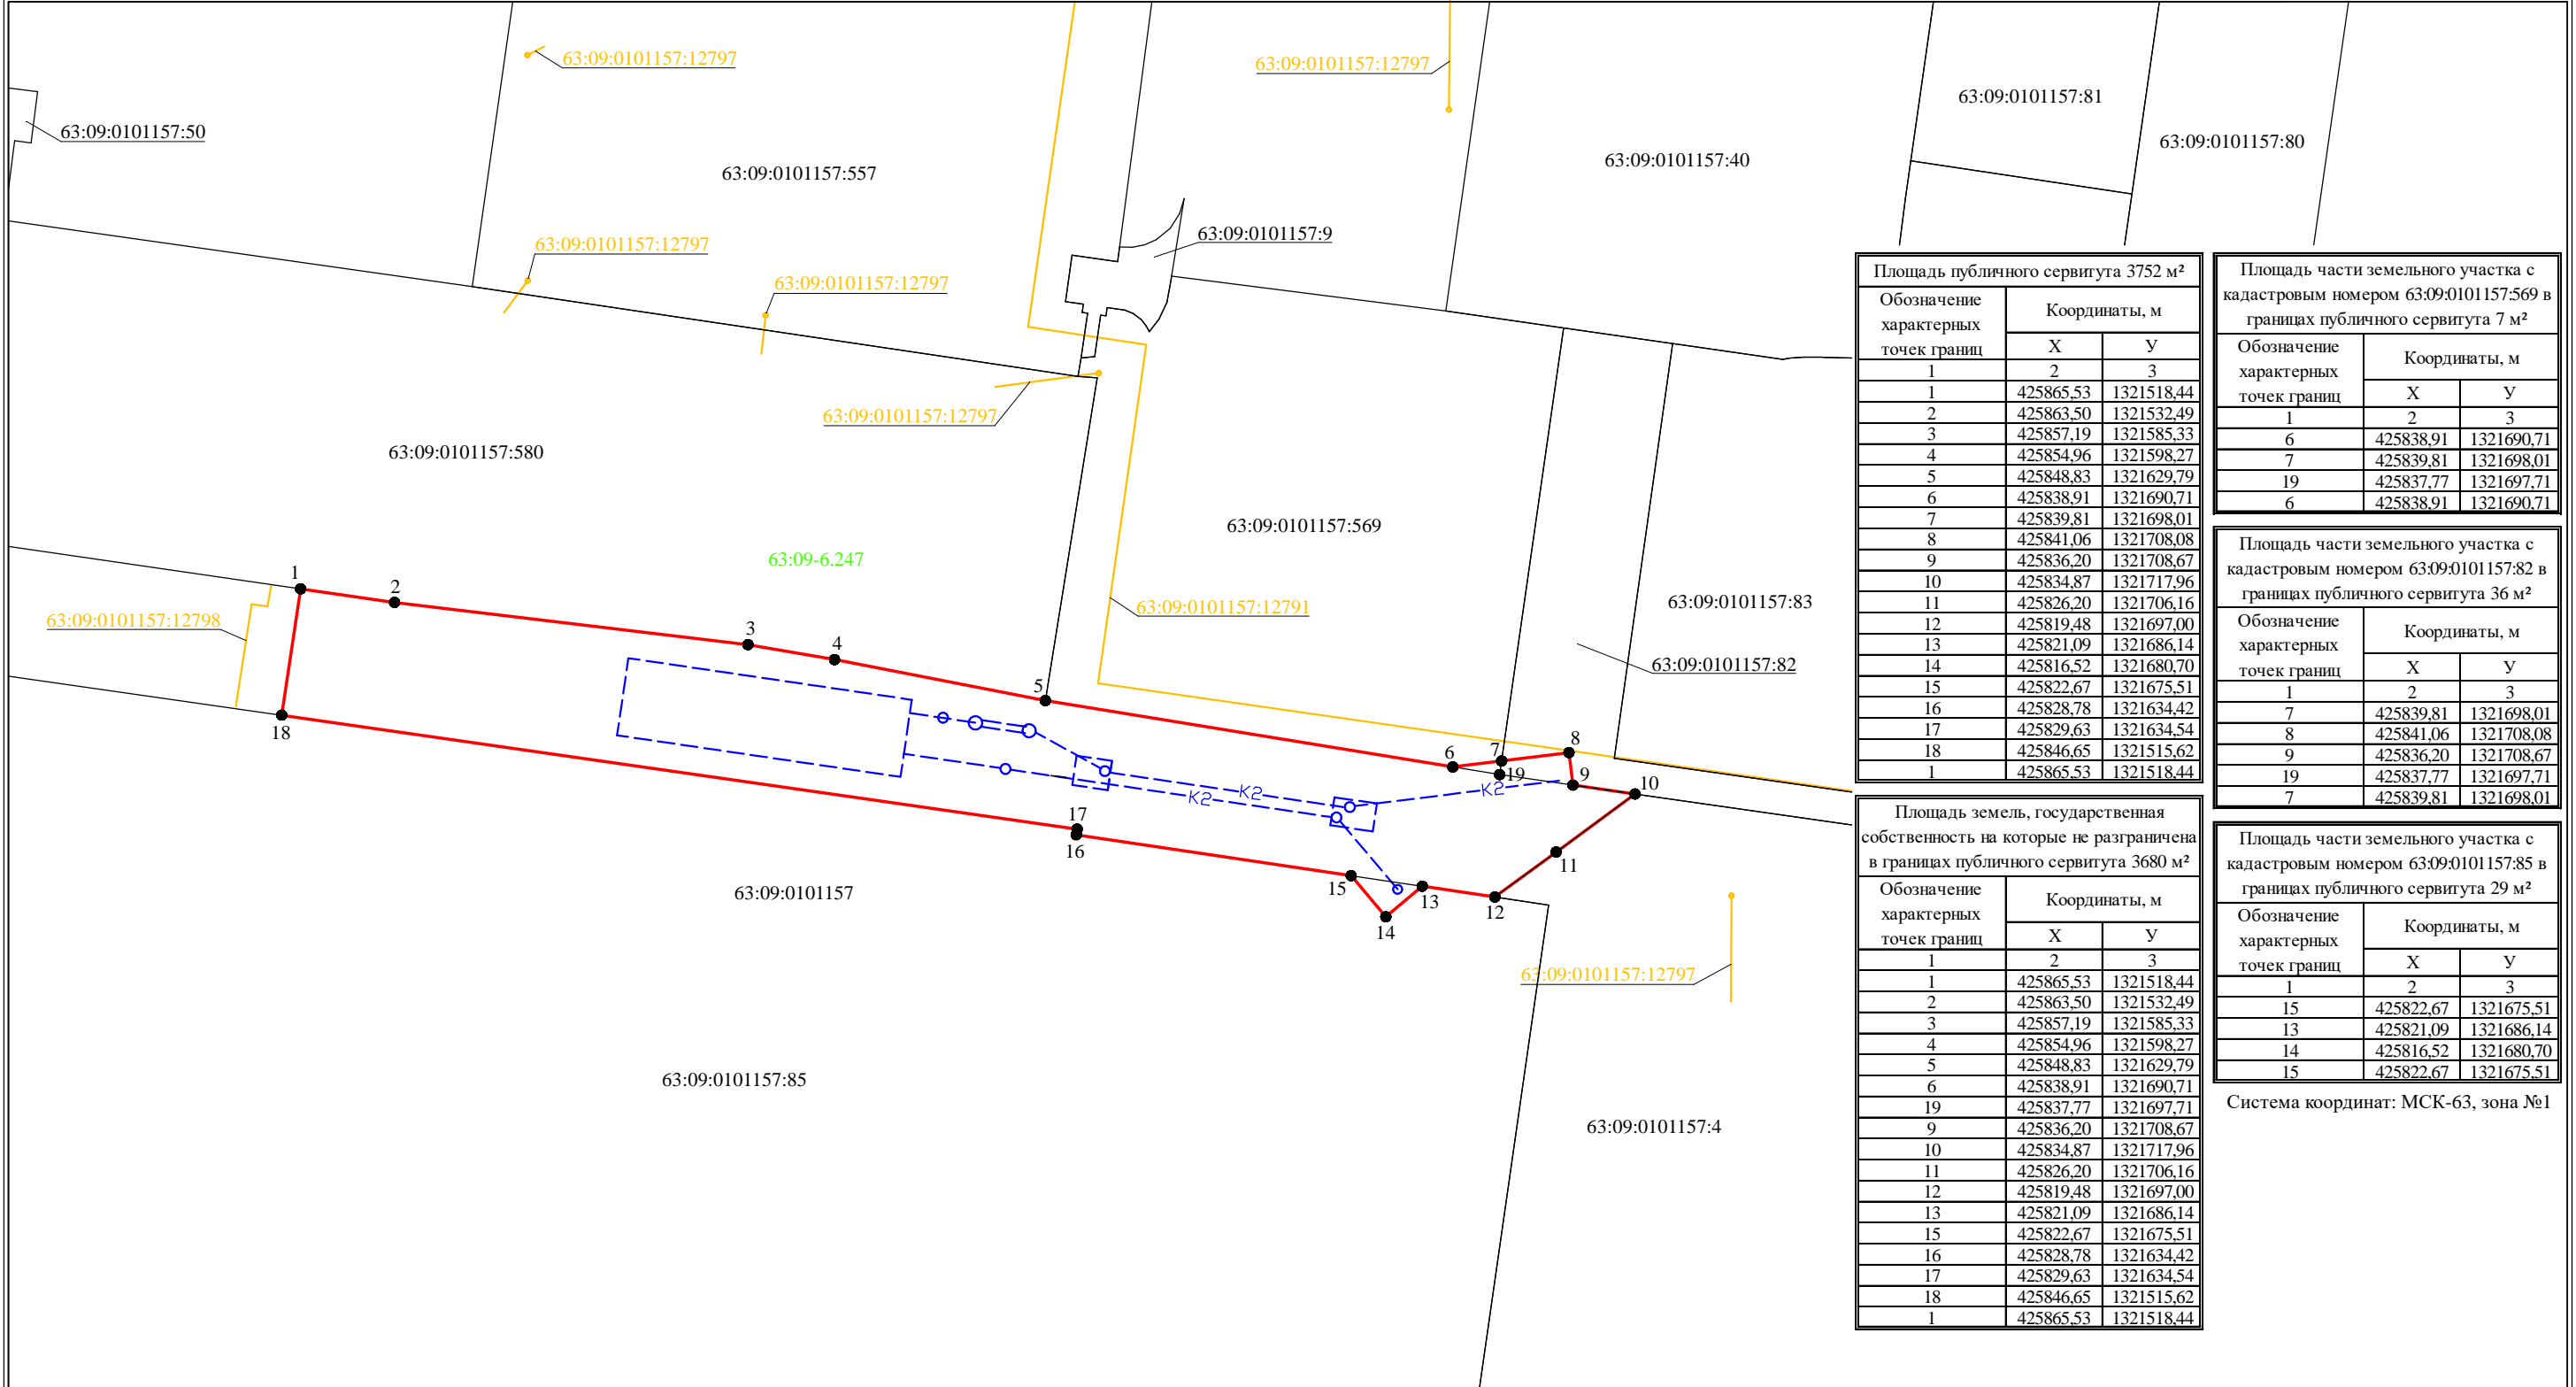 63:09:0101157:12797
63:09:0101157:12797
63:09:0101157:81
63:09:0101157:50
63:09:0101157:80
63:09:0101157:557
63:09:0101157:40
63:09:0101157:12797
63:09:0101157:9
63:09:0101157:12797
63:09:0101157:12797
63:09:0101157:580
63:09:0101157:569
63:09-6.247
63:09:0101157:12798
63:09:0101157:12791
63:09:0101157:83
63:09:0101157:82
1
2
3
4
5
6
7
8
9
19
10
11
12
13
14
15
16
17
18
К2
К2
К2
63:09:0101157
63:09:0101157:12797
63:09:0101157:85
63:09:0101157:4
Площадь публичного сервитута 3752 м²
Обозначение характерных точек границ
Координаты, м
Х У
1 2 3
1 425865,53 1321518,44
2 425863,50 1321532,49
3 425857,19 1321585,33
4 425854,96 1321598,27
5 425848,83 1321629,79
6 425838,91 1321690,71
7 425839,81 1321698,01
8 425841,06 1321708,08
9 425836,20 1321708,67
10 425834,87 1321717,96
11 425826,20 1321706,16
12 425819,48 1321697,00
13 425821,09 1321686,14
14 425816,52 1321680,70
15 425822,67 1321675,51
16 425828,78 1321634,42
17 425829,63 1321634,54
18 425846,65 1321515,62
1 425865,53 1321518,44
Площадь земель, государственная
собственность на которые не разграничена
в границах публичного сервитута 3680 м²
Обозначение характерных точек границ
Координаты, м
Х У
1 2 3
1 425865,53 1321518,44
2 425863,50 1321532,49
3 425857,19 1321585,33
4 425854,96 1321598,27
5 425848,83 1321629,79
6 425838,91 1321690,71
19 425837,77 1321697,71
9 425836,20 1321708,67
10 425834,87 1321717,96
11 425826,20 1321706,16
12 425819,48 1321697,00
13 425821,09 1321686,14
15 425822,67 1321675,51
16 425828,78 1321634,42
17 425829,63 1321634,54
18 425846,65 1321515,62
1 425865,53 1321518,44
Площадь части земельного участка с
кадастровым номером 63:09:0101157:569 в
границах публичного сервитута 7 м²
Обозначение характерных точек границ
Координаты, м
Х У
1 2 3
6 425838,91 1321690,71
7 425839,81 1321698,01
19 425837,77 1321697,71
6 425838,91 1321690,71
Площадь части земельного участка с
кадастровым номером 63:09:0101157:82 в
границах публичного сервитута 36 м²
Обозначение характерных точек границ
Координаты, м
Х У
1 2 3
7 425839,81 1321698,01
8 425841,06 1321708,08
9 425836,20 1321708,67
19 425837,77 1321697,71
7 425839,81 1321698,01
Площадь части земельного участка с
кадастровым номером 63:09:0101157:85 в
границах публичного сервитута 29 м²
Обозначение характерных точек границ
Координаты, м
Х У
1 2 3
15 425822,67 1321675,51
13 425821,09 1321686,14
14 425816,52 1321680,70
15 425822,67 1321675,51
Система координат: МСК-63, зона №1